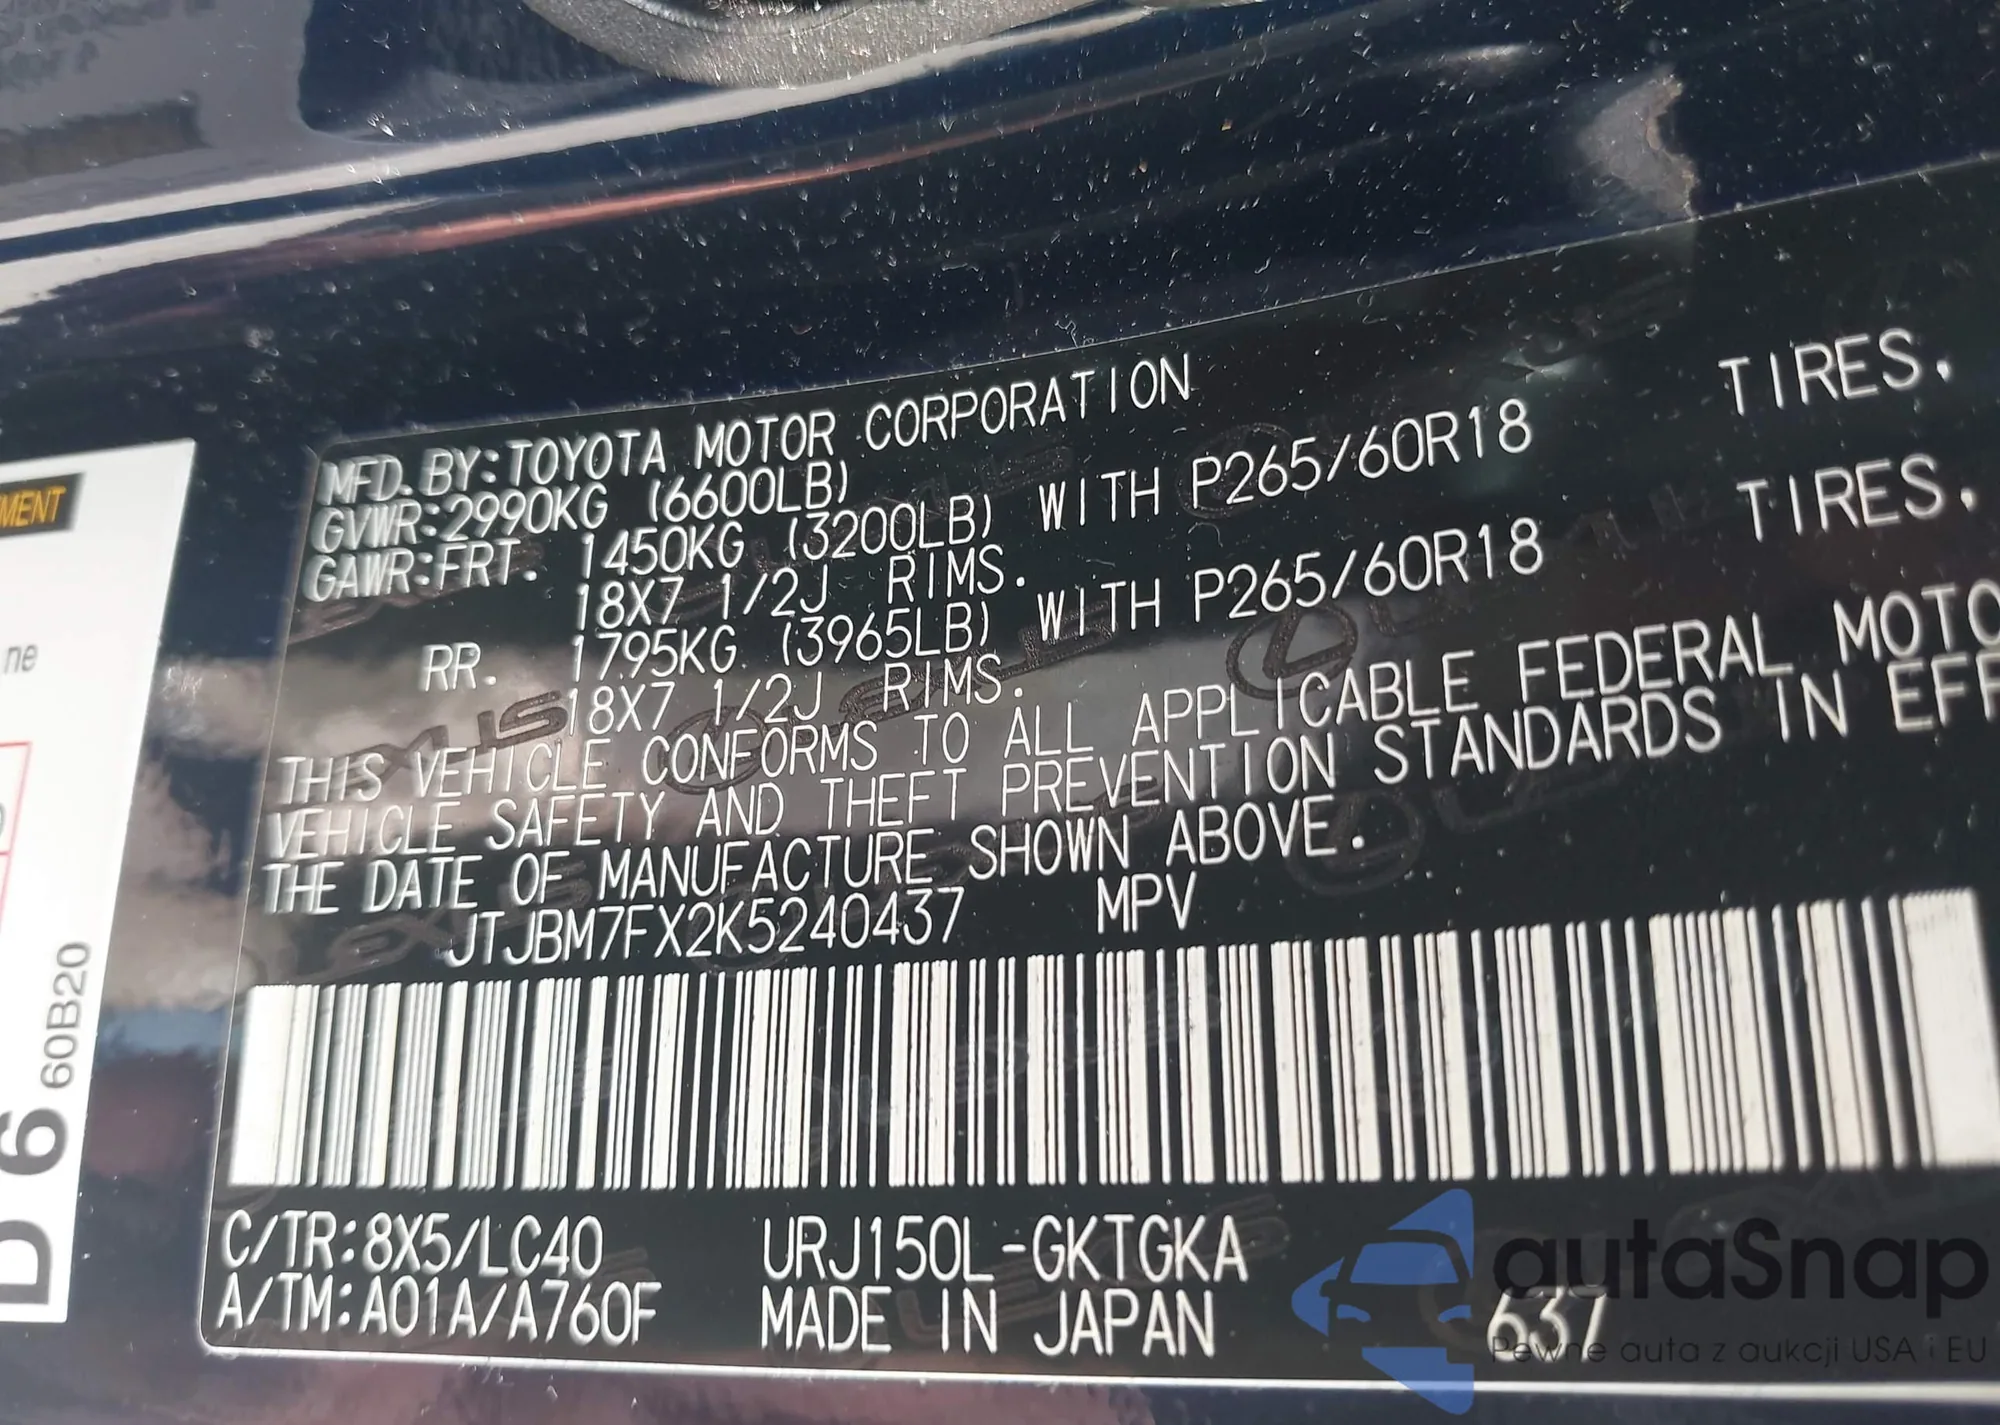 MFD. BY:TOYOTA MOTOR CORPORATION
GVWR:2990KG (6600LB)
GAWR:FRT. 1450KG (3200LB) WITH P265/60R18 TIRES,
18X7 1/2J RIMS.
RR. 1795KG (3965LB) WITH P265/60R18 TIRES,
18X7 1/2J RIMS.
THIS VEHICLE CONFORMS TO ALL APPLICABLE FEDERAL MOTO
VEHICLE SAFETY AND THEFT PREVENTION STANDARDS IN EFF
THE DATE OF MANUFACTURE SHOWN ABOVE.
JTJBM7FX2K5240437 MPV
C/TR:8X5/LC40 URJ150L-GKTGKA
A/TM:A01A/A760F MADE IN JAPAN 637
MENT
ne
D6 60B20
LEXUS
autaSnap
Pewne auta z aukcji USA i EU